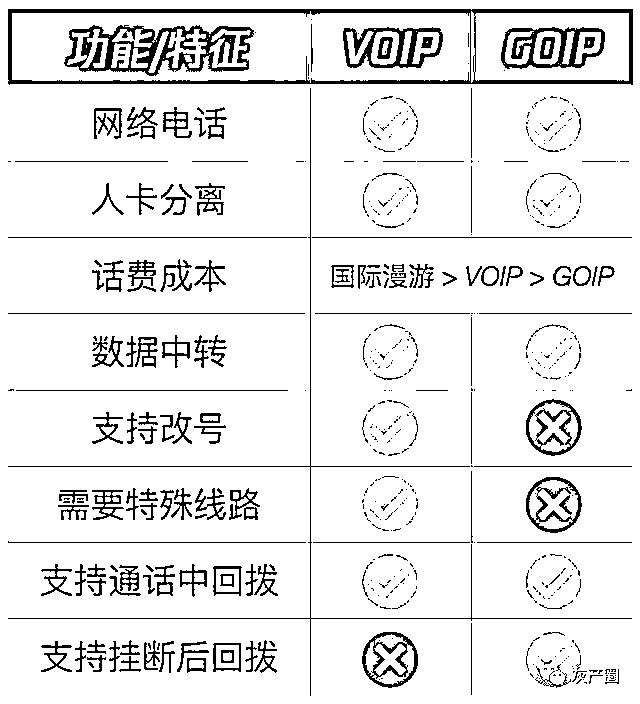 功能/特征 VOIP GOIP
网络电话
人卡分离
话费成本 国际漫游 > VOIP > GOIP
数据中转
支持改号
需要特殊线路
支持通话中回拨
支持挂断后回拨
灰产圈